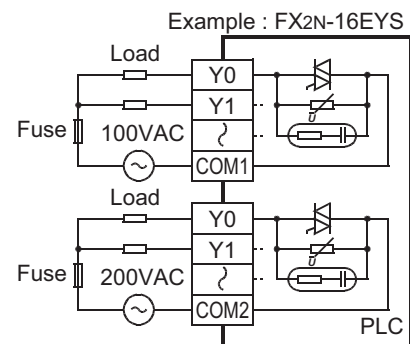 Example : FX2N-16EYS
Load
Y0
Y1
Fuse
100VAC
COM1
U
Load
Y0
Y1
Fuse
200VAC
COM2
U
PLC